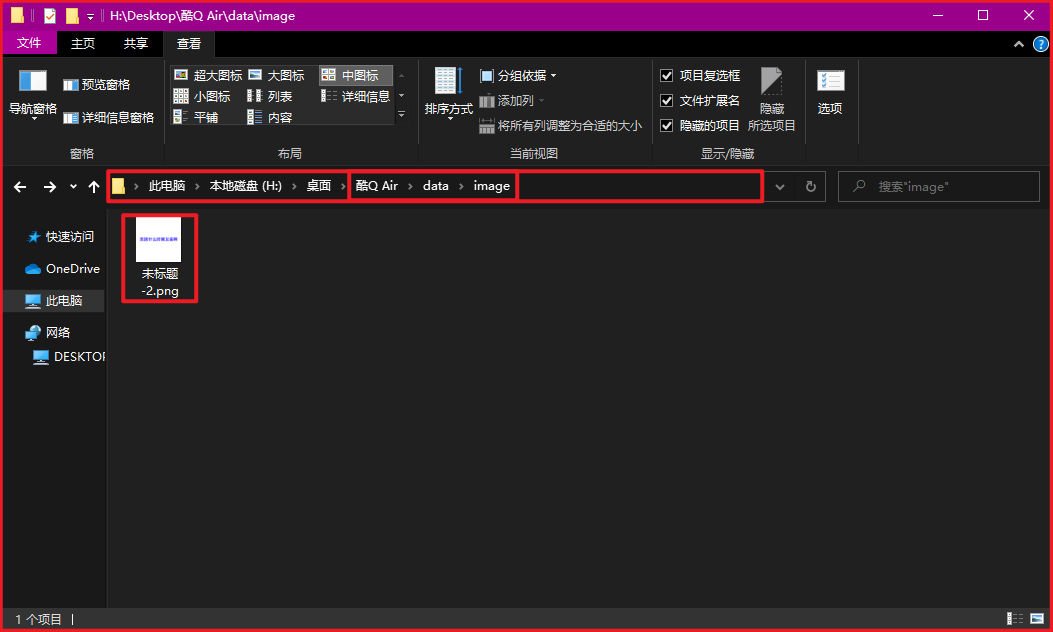 H:\Desktop\酷Q Air\data\image
文件 主页 共享 查看
导航窗格
预览窗格
详细信息窗格
窗格
超大图标 大图标 中图标
小图标 列表 详细信息
平铺 内容
布局
排序方式
分组依据
添加列
将所有列调整为合适的大小
当前视图
项目复选框
文件扩展名
隐藏的项目
隐藏
所选项目
显示/隐藏
选项
此电脑 本地磁盘 (H:) 桌面 酷Q Air data image
搜索"image"
快速访问
OneDrive
此电脑
网络
DESKTOP
未标题
-2.png
1 个项目